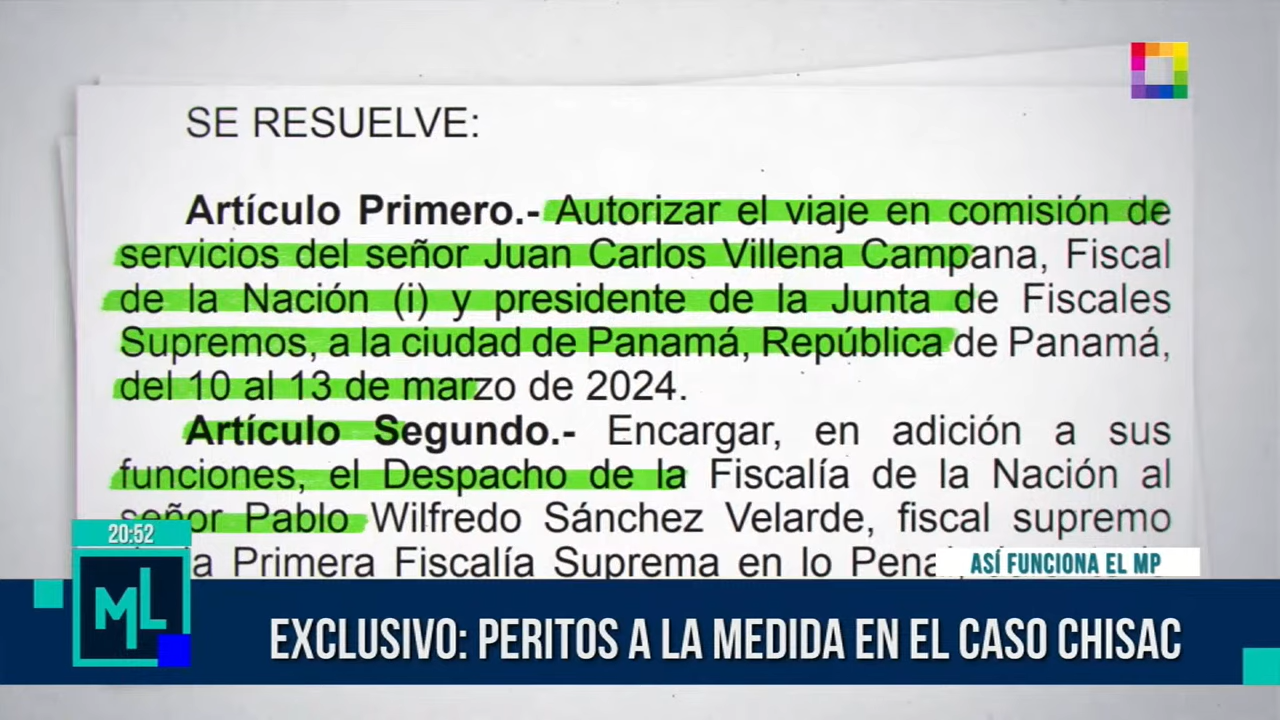 SE RESUELVE:
Artículo Primero.- Autorizar el viaje en comisión de
servicios del señor Juan Carlos Villena Campana, Fiscal
de la Nación (i) y presidente de la Junta de Fiscales
Supremos, a la ciudad de Panamá, República de Panamá,
del 10 al 13 de marzo de 2024.
Artículo Segundo.- Encargar, en adición a sus
funciones, el Despacho de la Fiscalía de la Nación al
señor Pablo Wilfredo Sánchez Velarde, fiscal supremo
la Primera Fiscalía Suprema en lo Penal,
20:52
ASÍ FUNCIONA EL MP
ML
EXCLUSIVO: PERITOS A LA MEDIDA EN EL CASO CHISAC